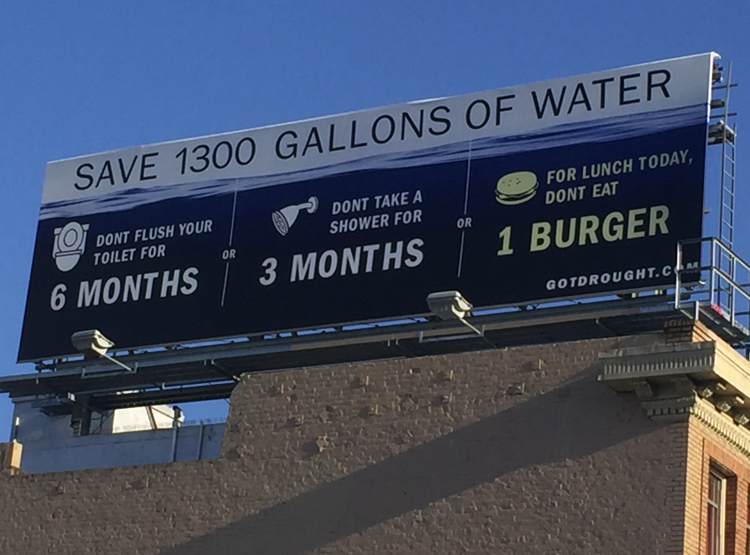 SAVE 1300 GALLONS OF WATER
DONT FLUSH YOUR
TOILET FOR
6 MONTHS
OR
DONT TAKE A
SHOWER FOR
3 MONTHS
OR
FOR LUNCH TODAY,
DONT EAT
1 BURGER
GOTDROUGHT.COM